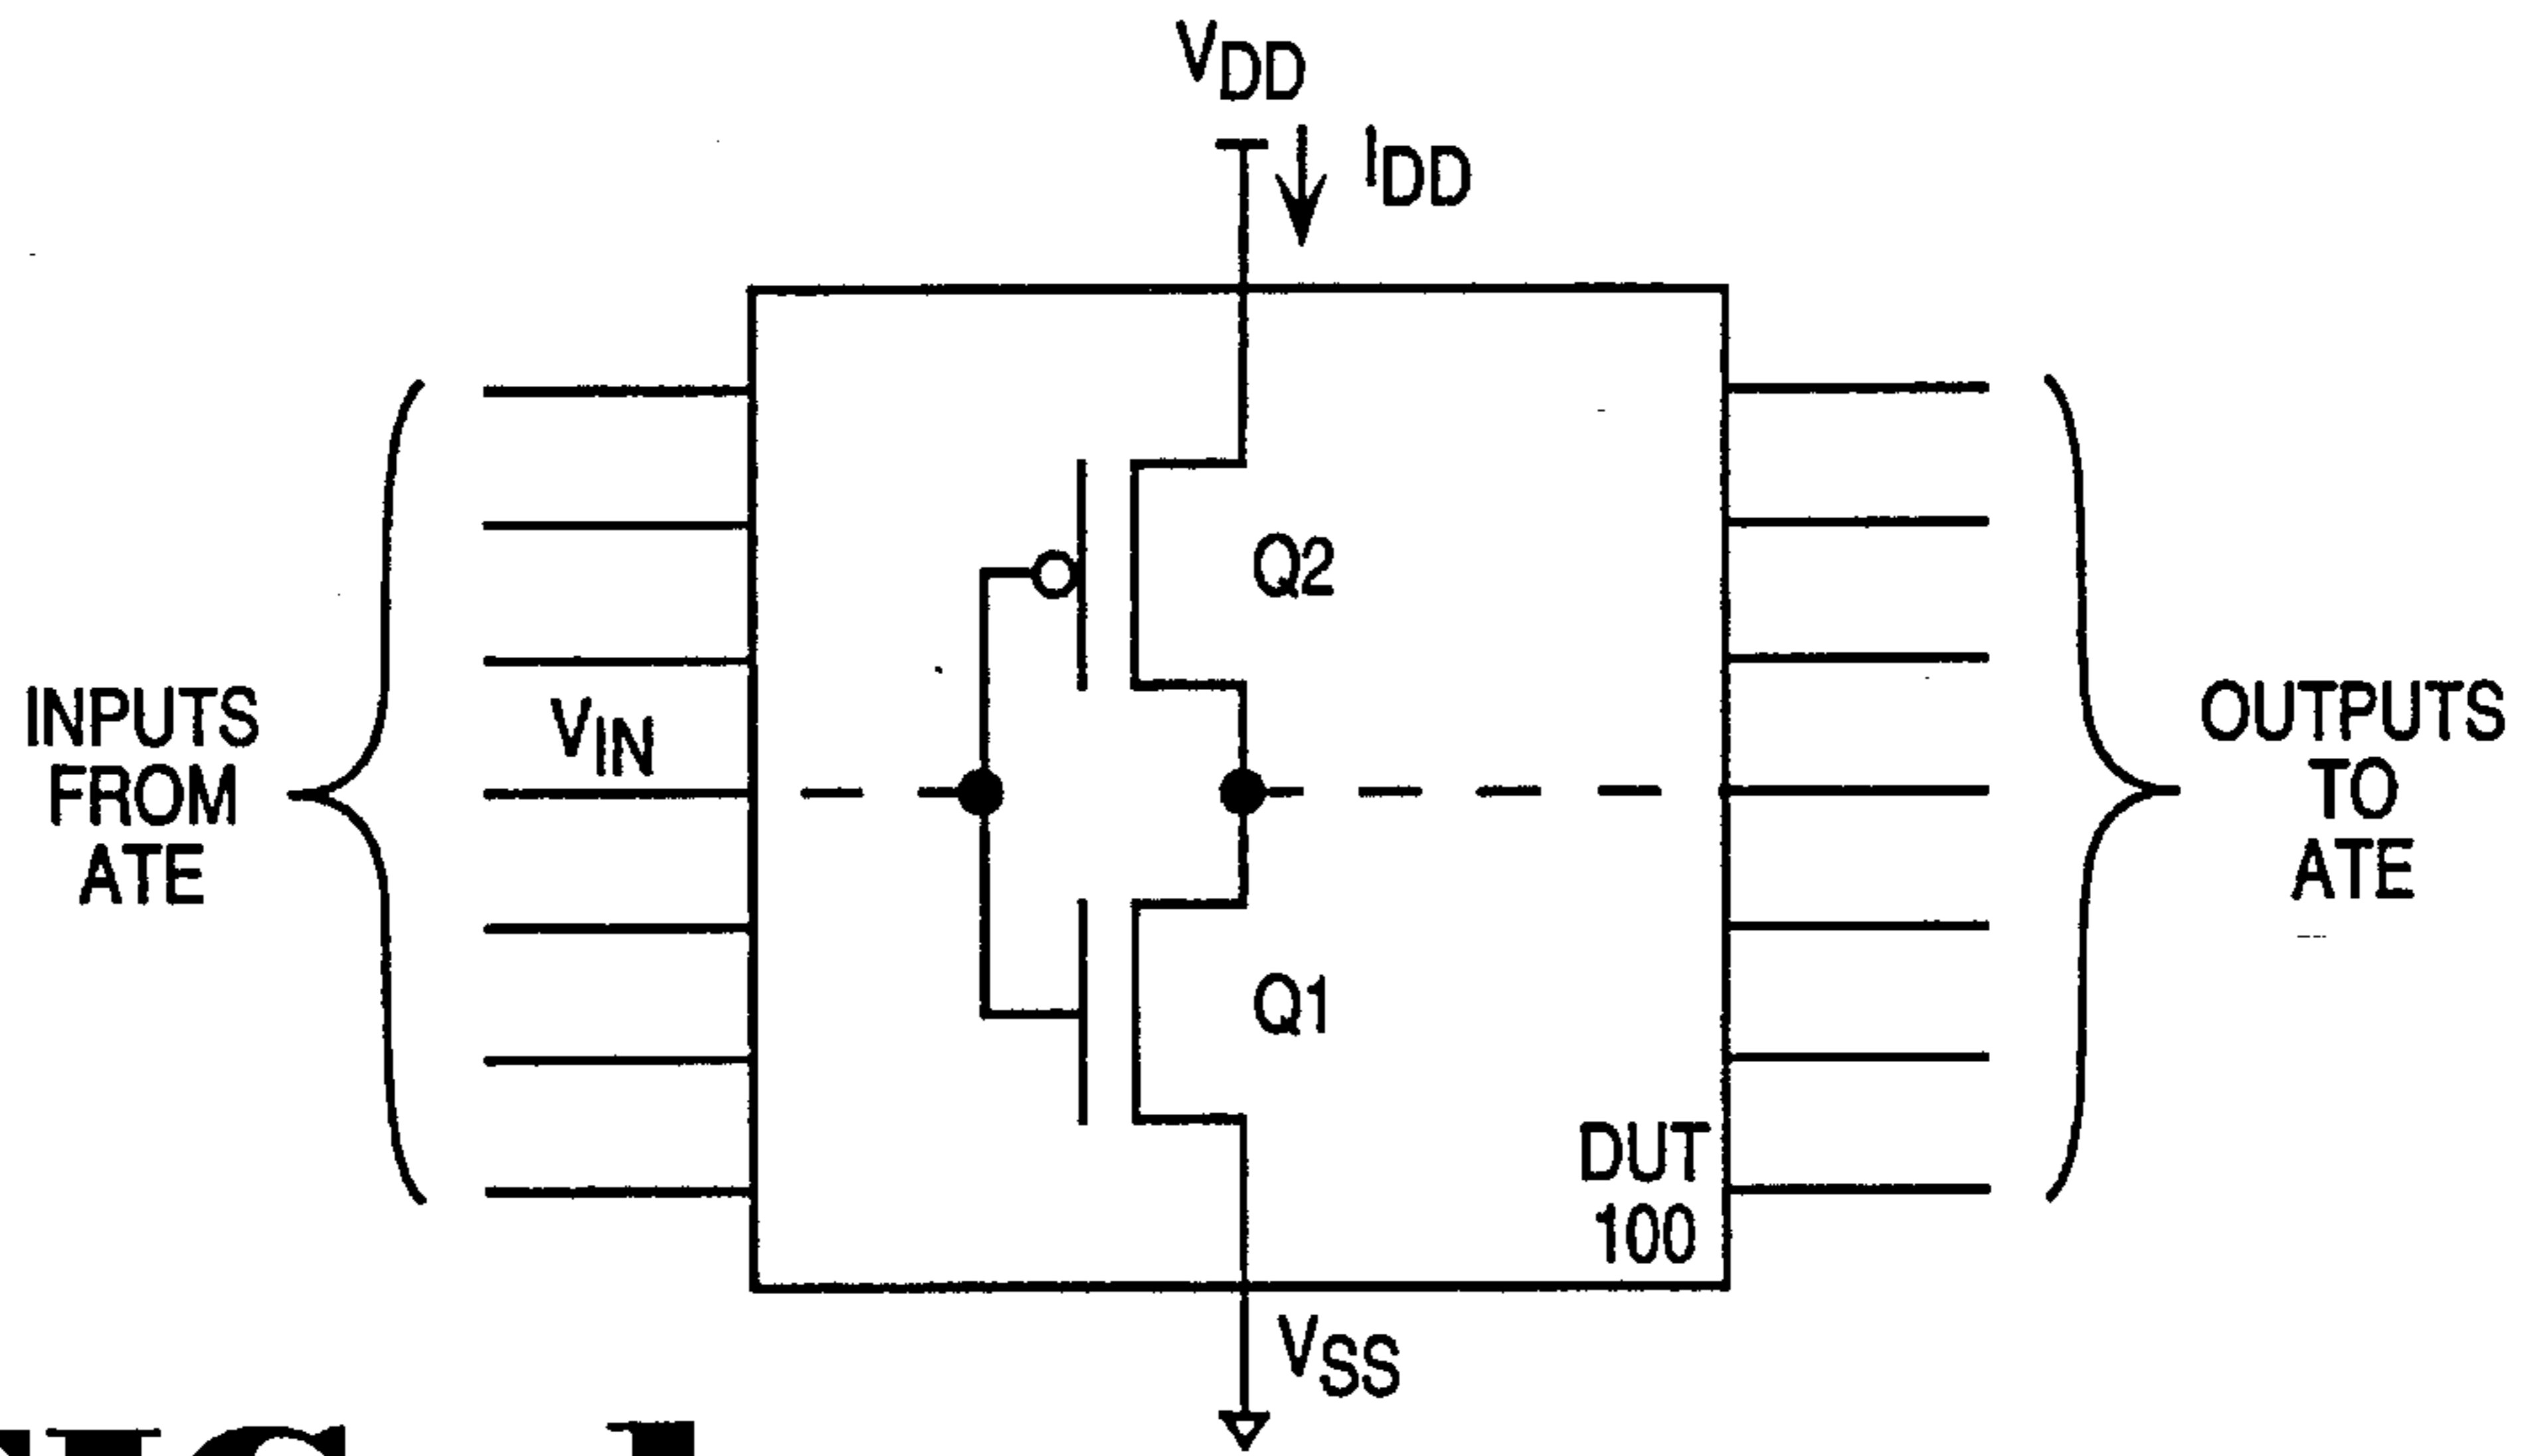 VDD
IDD
Q2
INPUTS
FROM
ATE
VIN
OUTPUTS
TO
ATE
Q1
DUT
100
VSS